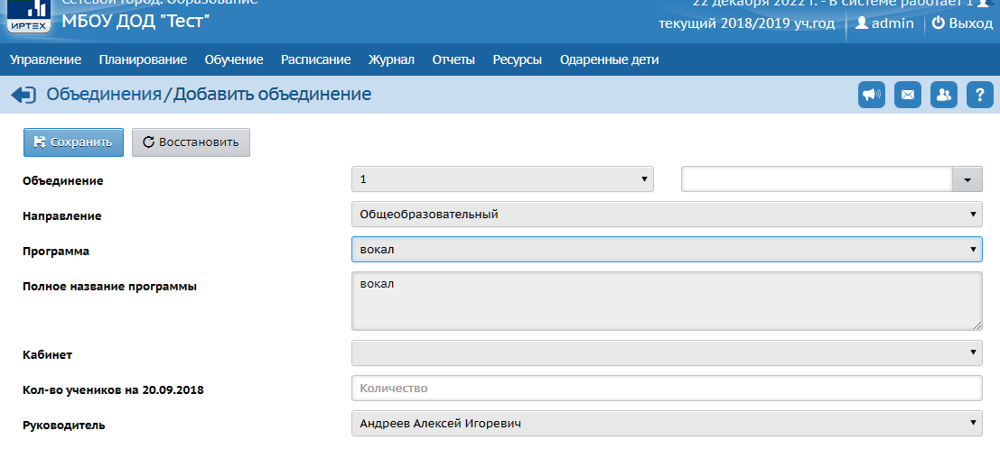 Сетевой город. Образование
22 декабря 2022 г. - В системе работает 1
ИРТЕХ
МБОУ ДОД "Тест"
текущий 2018/2019 уч.год
admin
Выход
Управление Планирование Обучение Расписание Журнал Отчеты Ресурсы Одаренные дети
Объединения / Добавить объединение
?
Сохранить Восстановить
Объединение 1
Направление Общеобразовательный
Программа вокал
Полное название программы вокал
Кабинет
Кол-во учеников на 20.09.2018 Количество
Руководитель Андреев Алексей Игоревич